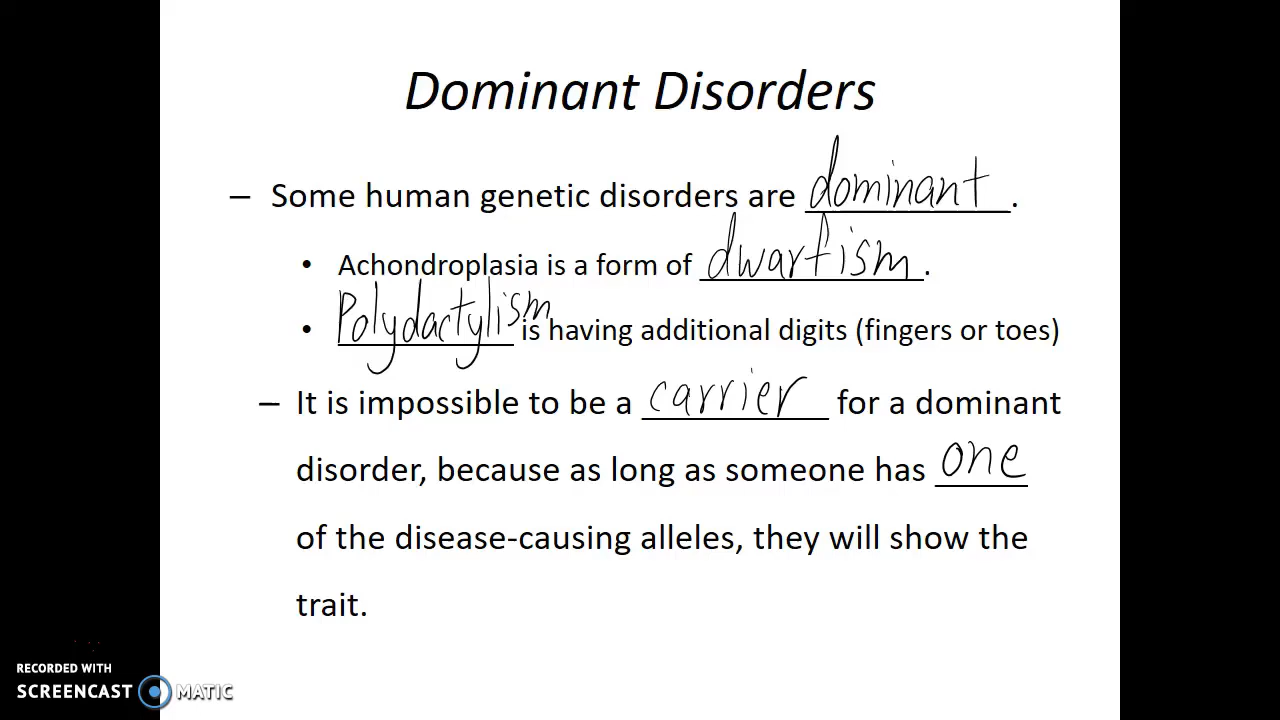 Dominant Disorders
– Some human genetic disorders are dominant.
• Achondroplasia is a form of dwarfism.
• Polydactylism is having additional digits (fingers or toes)
– It is impossible to be a carrier for a dominant
disorder, because as long as someone has one
of the disease-causing alleles, they will show the
trait.
RECORDED WITH
SCREENCAST MATIC